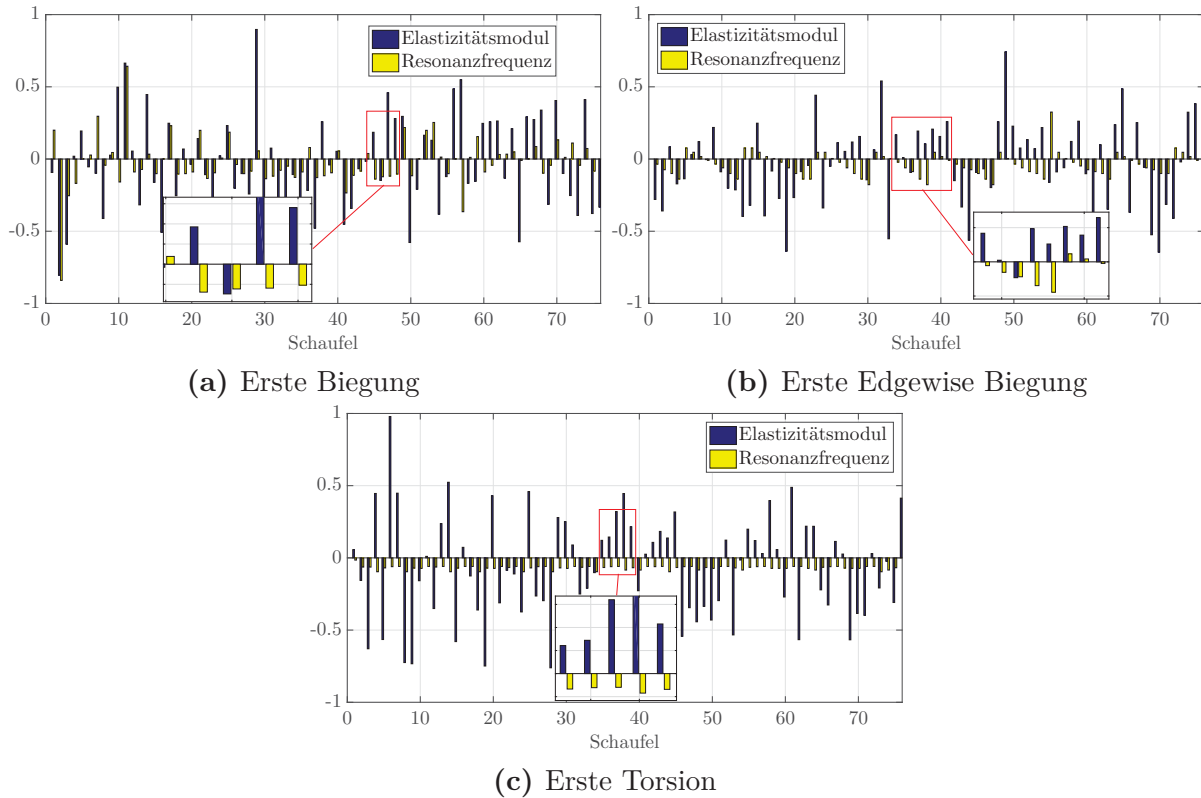 1
0.5
0
-0.5
-1
Elastizitätsmodul
Resonanzfrequenz
0 10 20 30 40 50 60 70
Schaufel
(a) Erste Biegung
1
0.5
0
-0.5
-1
Elastizitätsmodul
Resonanzfrequenz
0 10 20 30 40 50 60 70
Schaufel
(b) Erste Edgewise Biegung
1
0.5
0
-0.5
-1
Elastizitätsmodul
Resonanzfrequenz
0 10 20 30 40 50 60 70
Schaufel
(c) Erste Torsion